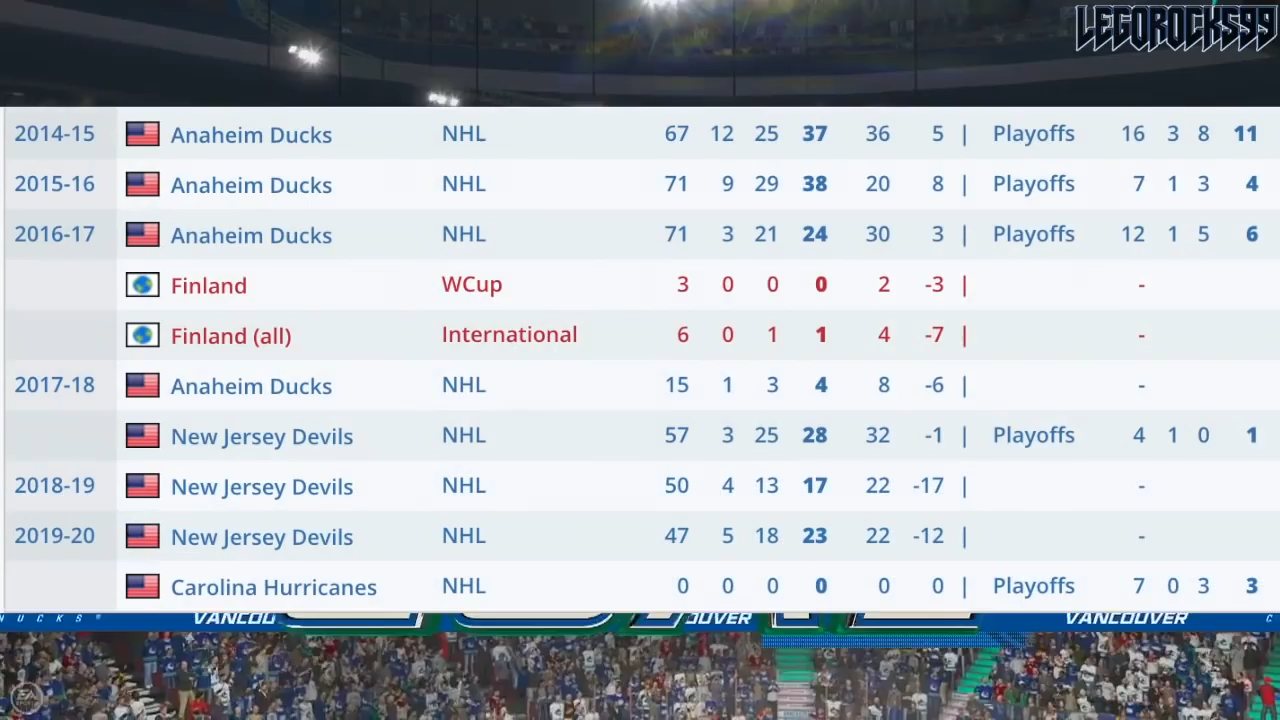 LEGOROCKS99
2014-15 Anaheim Ducks NHL 67 12 25 37 36 5 | Playoffs 16 3 8 11
2015-16 Anaheim Ducks NHL 71 9 29 38 20 8 | Playoffs 7 1 3 4
2016-17 Anaheim Ducks NHL 71 3 21 24 30 3 | Playoffs 12 1 5 6
Finland WCup 3 0 0 0 2 -3 | -
Finland (all) International 6 0 1 1 4 -7 | -
2017-18 Anaheim Ducks NHL 15 1 3 4 8 -6 | -
New Jersey Devils NHL 57 3 25 28 32 -1 | Playoffs 4 1 0 1
2018-19 New Jersey Devils NHL 50 4 13 17 22 -17 | -
2019-20 New Jersey Devils NHL 47 5 18 23 22 -12 | -
Carolina Hurricanes NHL 0 0 0 0 0 0 | Playoffs 7 0 3 3
NUCKS VANCOU OUVER VANCOUVER C
EA